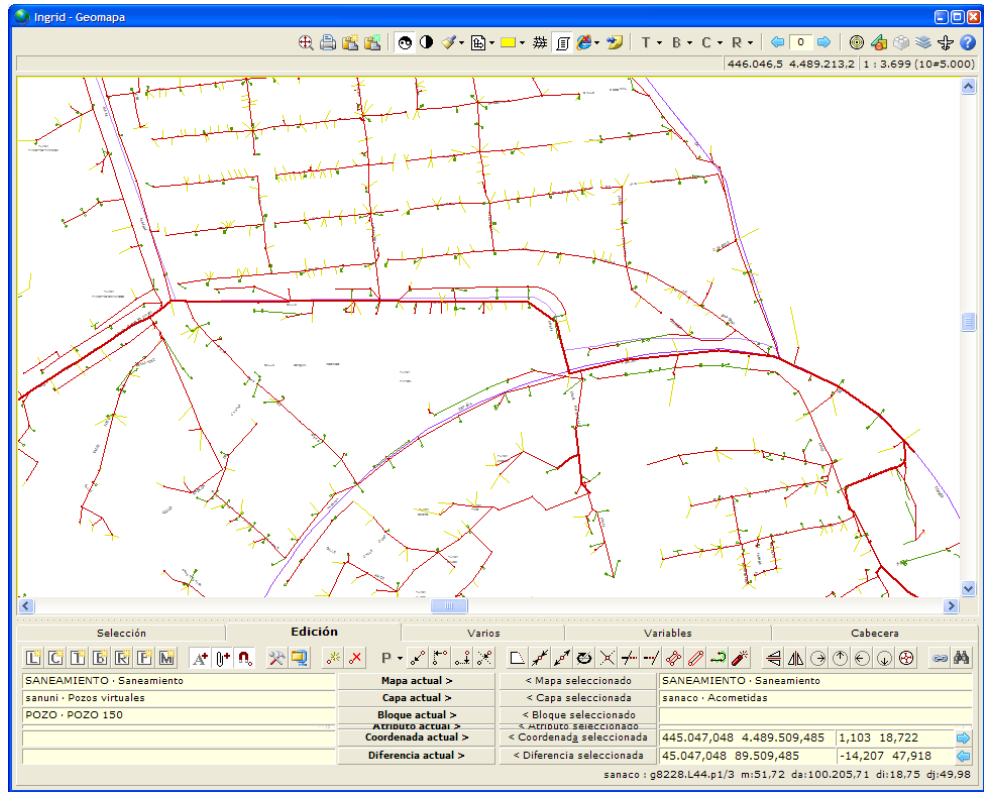 Ingrid - Geomapa
T B C R 0
446.046,5 4.489.213,2 1 : 3.699 (10≡5.000)
Selección Edición Varios Variables Cabecera
L C T B R F M A P
SANEAMIENTO · Saneamiento Mapa actual > < Mapa seleccionado SANEAMIENTO · Saneamiento
sanuni · Pozos virtuales Capa actual > < Capa seleccionada sanaco · Acometidas
POZO · POZO 150 Bloque actual > < Bloque seleccionado
Atributo actual > < Atributo seleccionado
Coordenada actual > < Coordenada seleccionada 445.047,048 4.489.509,485 1,103 18,722
Diferencia actual > < Diferencia seleccionada 45.047,048 89.509,485 -14,207 47,918
sanaco : g8228.L44.p1/3 m:51,72 da:100.205,71 di:18,75 dj:49,98